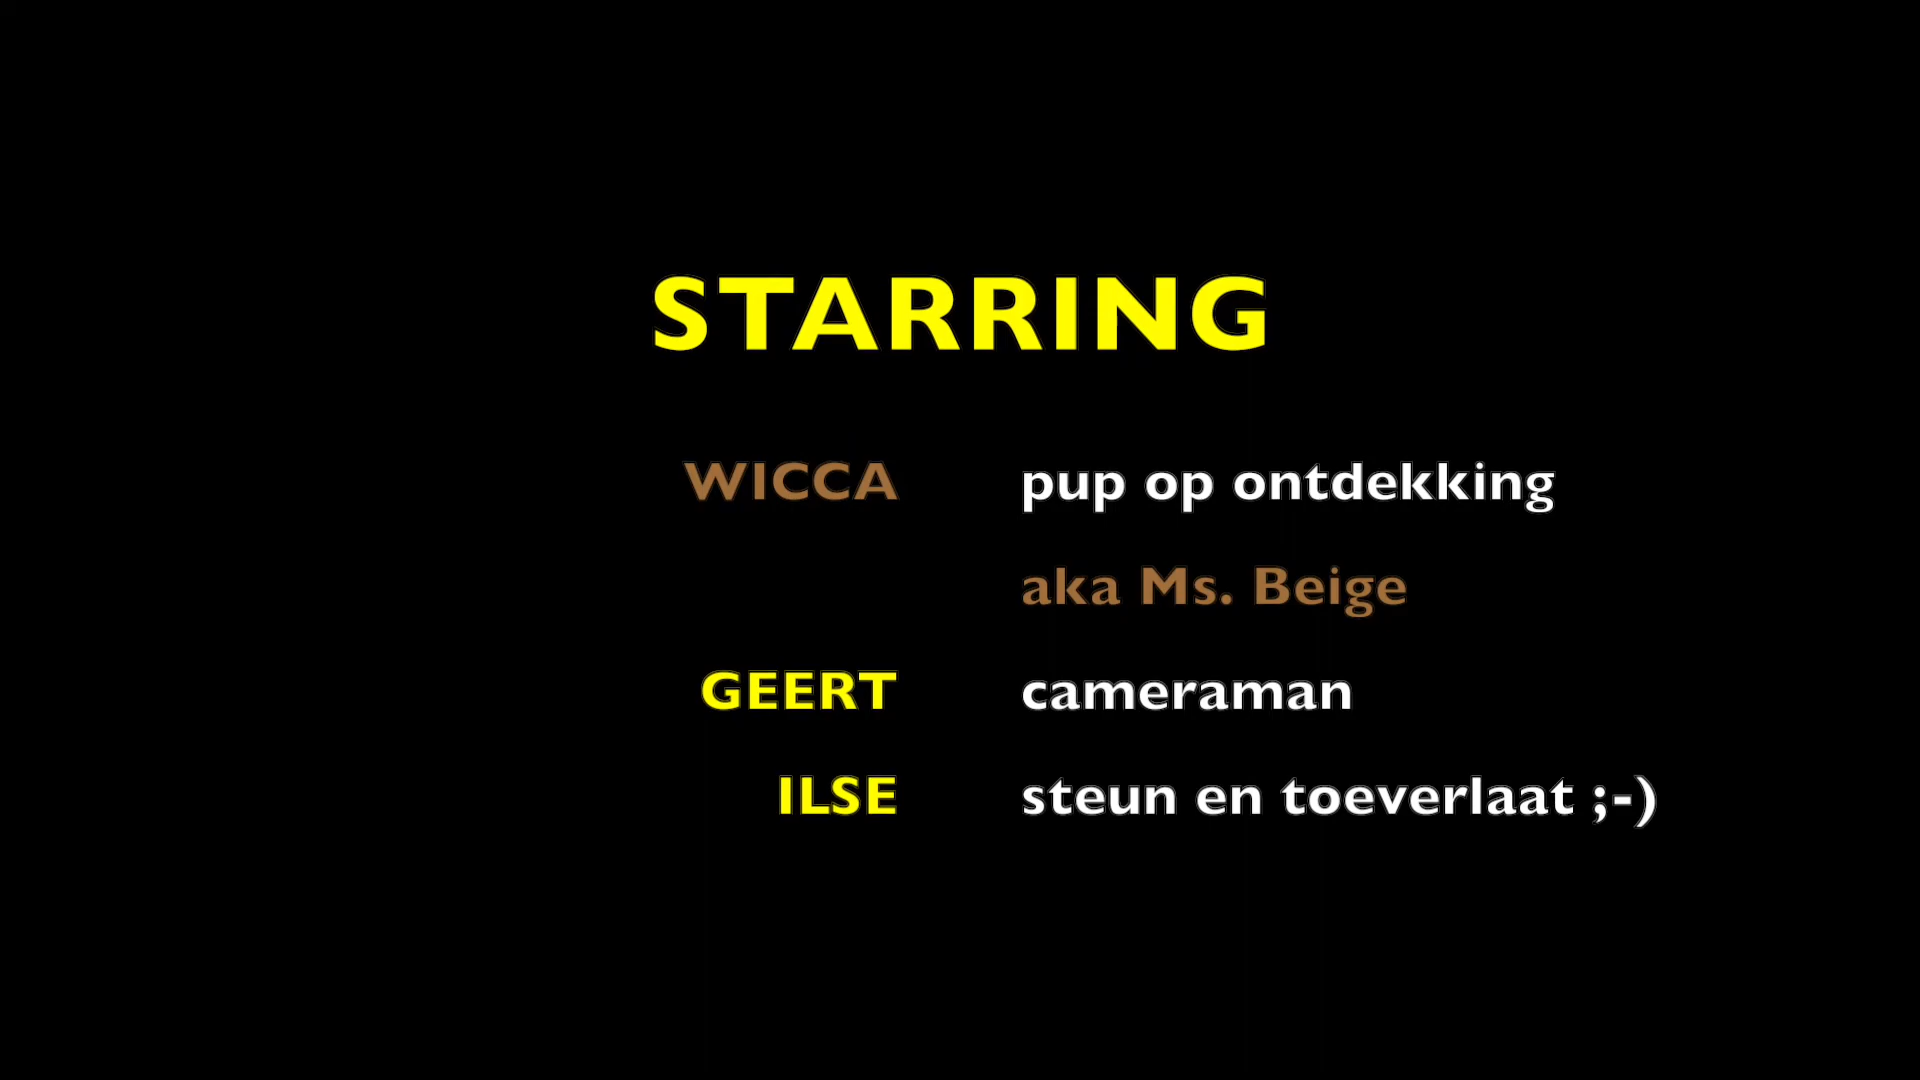 STARRING
WICCA pup op ontdekking
aka Ms. Beige
GEERT cameraman
ILSE steun en toeverlaat ;-)